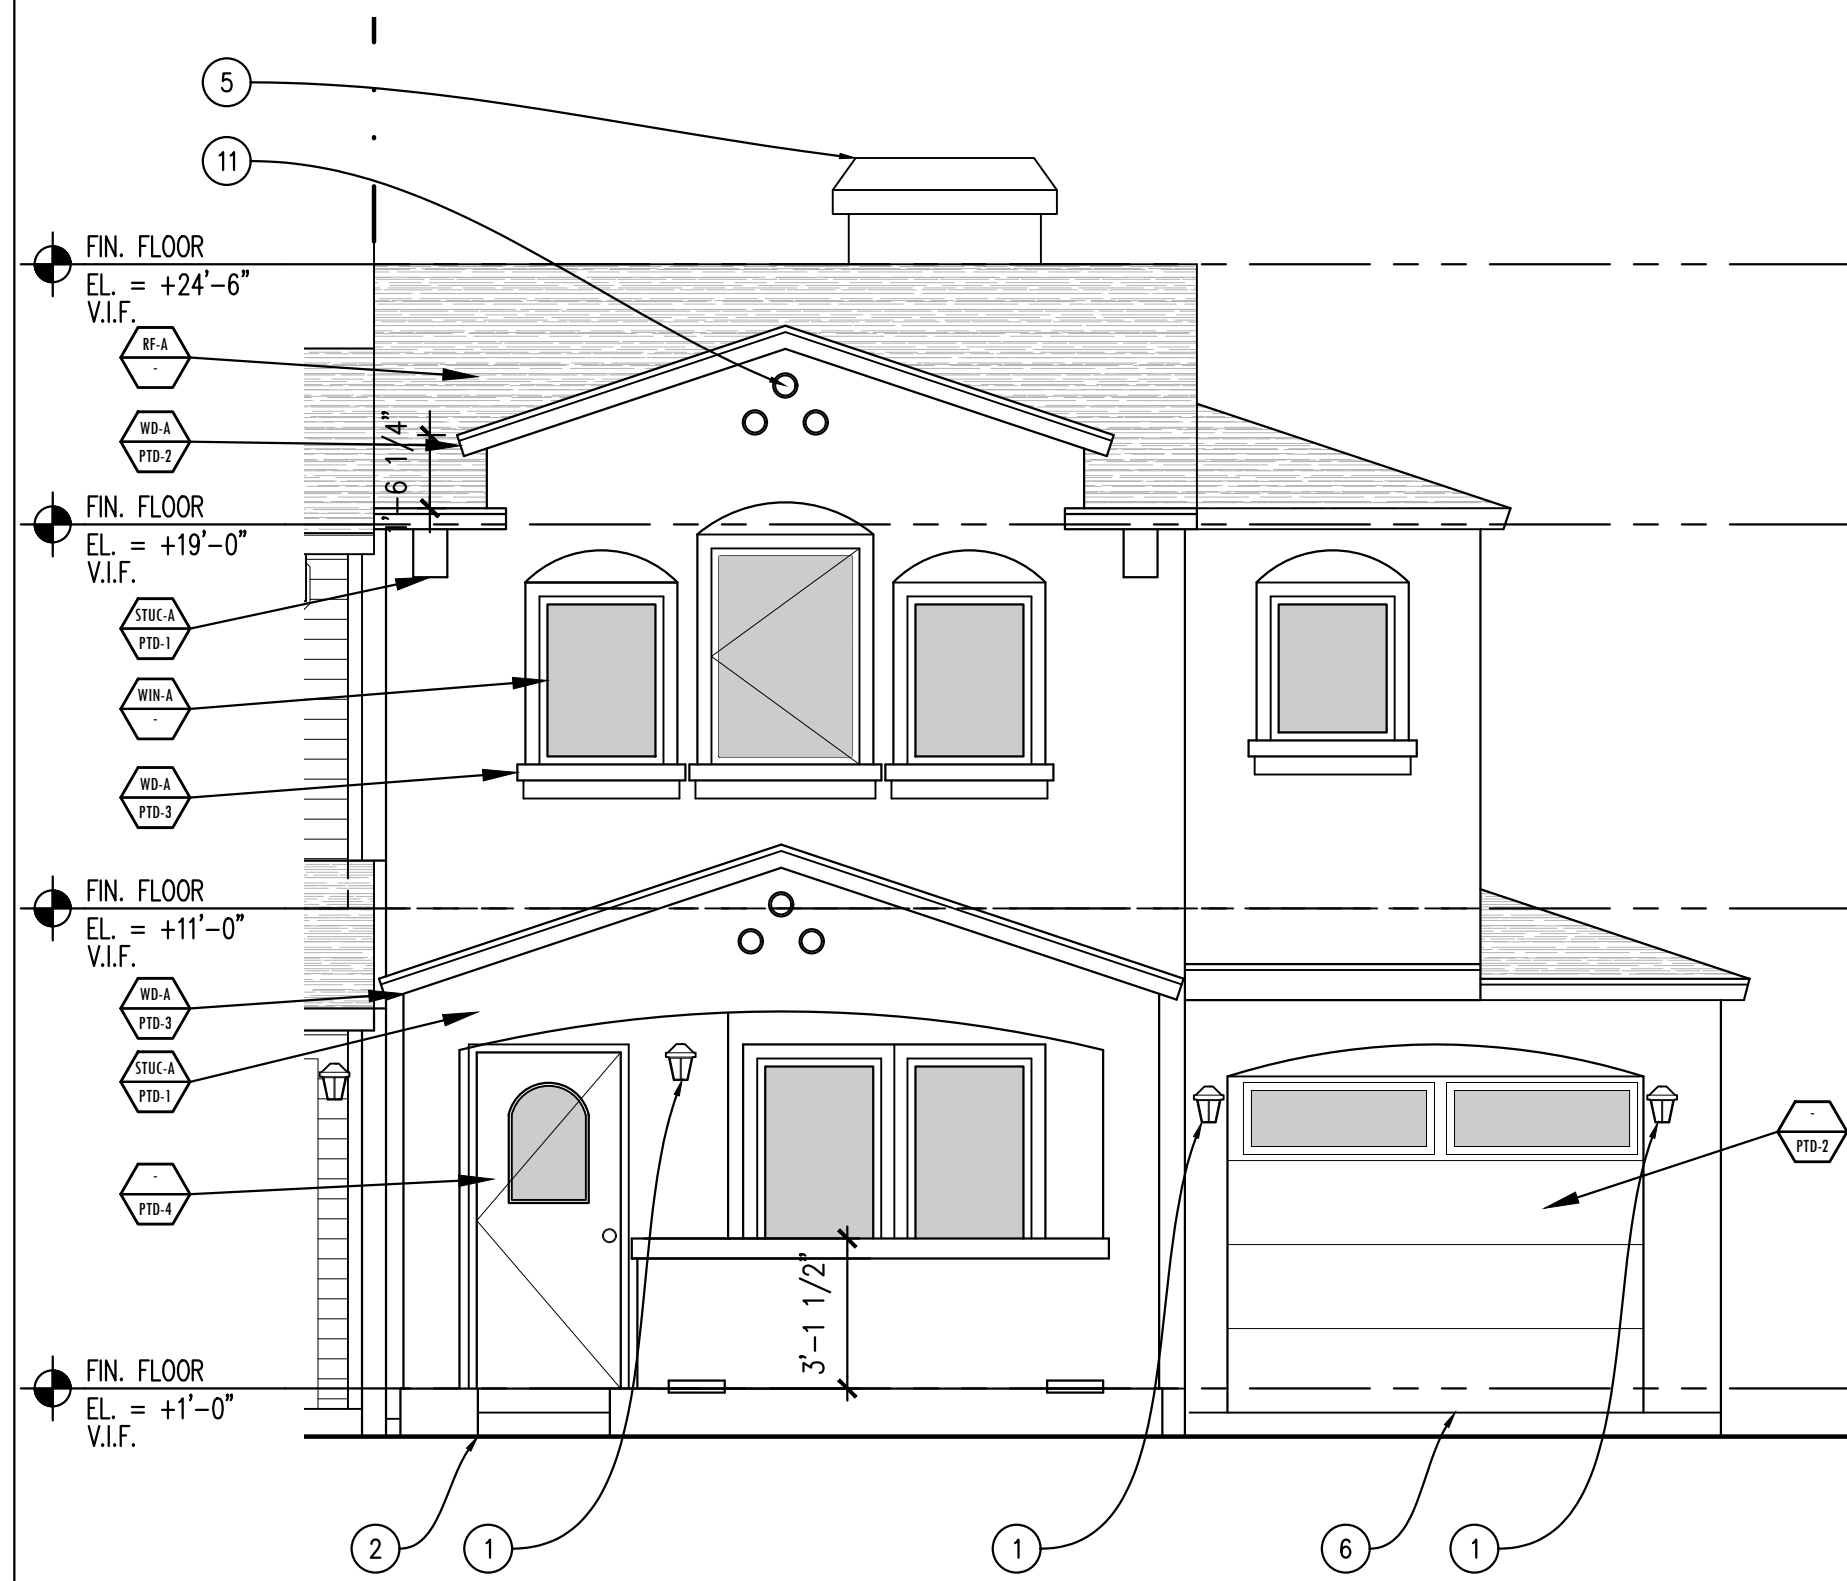 5
11
FIN. FLOOR
EL. = +24'-6"
V.I.F.
RF-A
-
WD-A
PTD-2
1'-6 1/4"
FIN. FLOOR
EL. = +19'-0"
V.I.F.
STUC-A
PTD-1
WIN-A
-
WD-A
PTD-3
FIN. FLOOR
EL. = +11'-0"
V.I.F.
WD-A
PTD-3
STUC-A
PTD-1
-
PTD-2
-
PTD-4
3'-1 1/2"
FIN. FLOOR
EL. = +1'-0"
V.I.F.
2
1
1
6
1